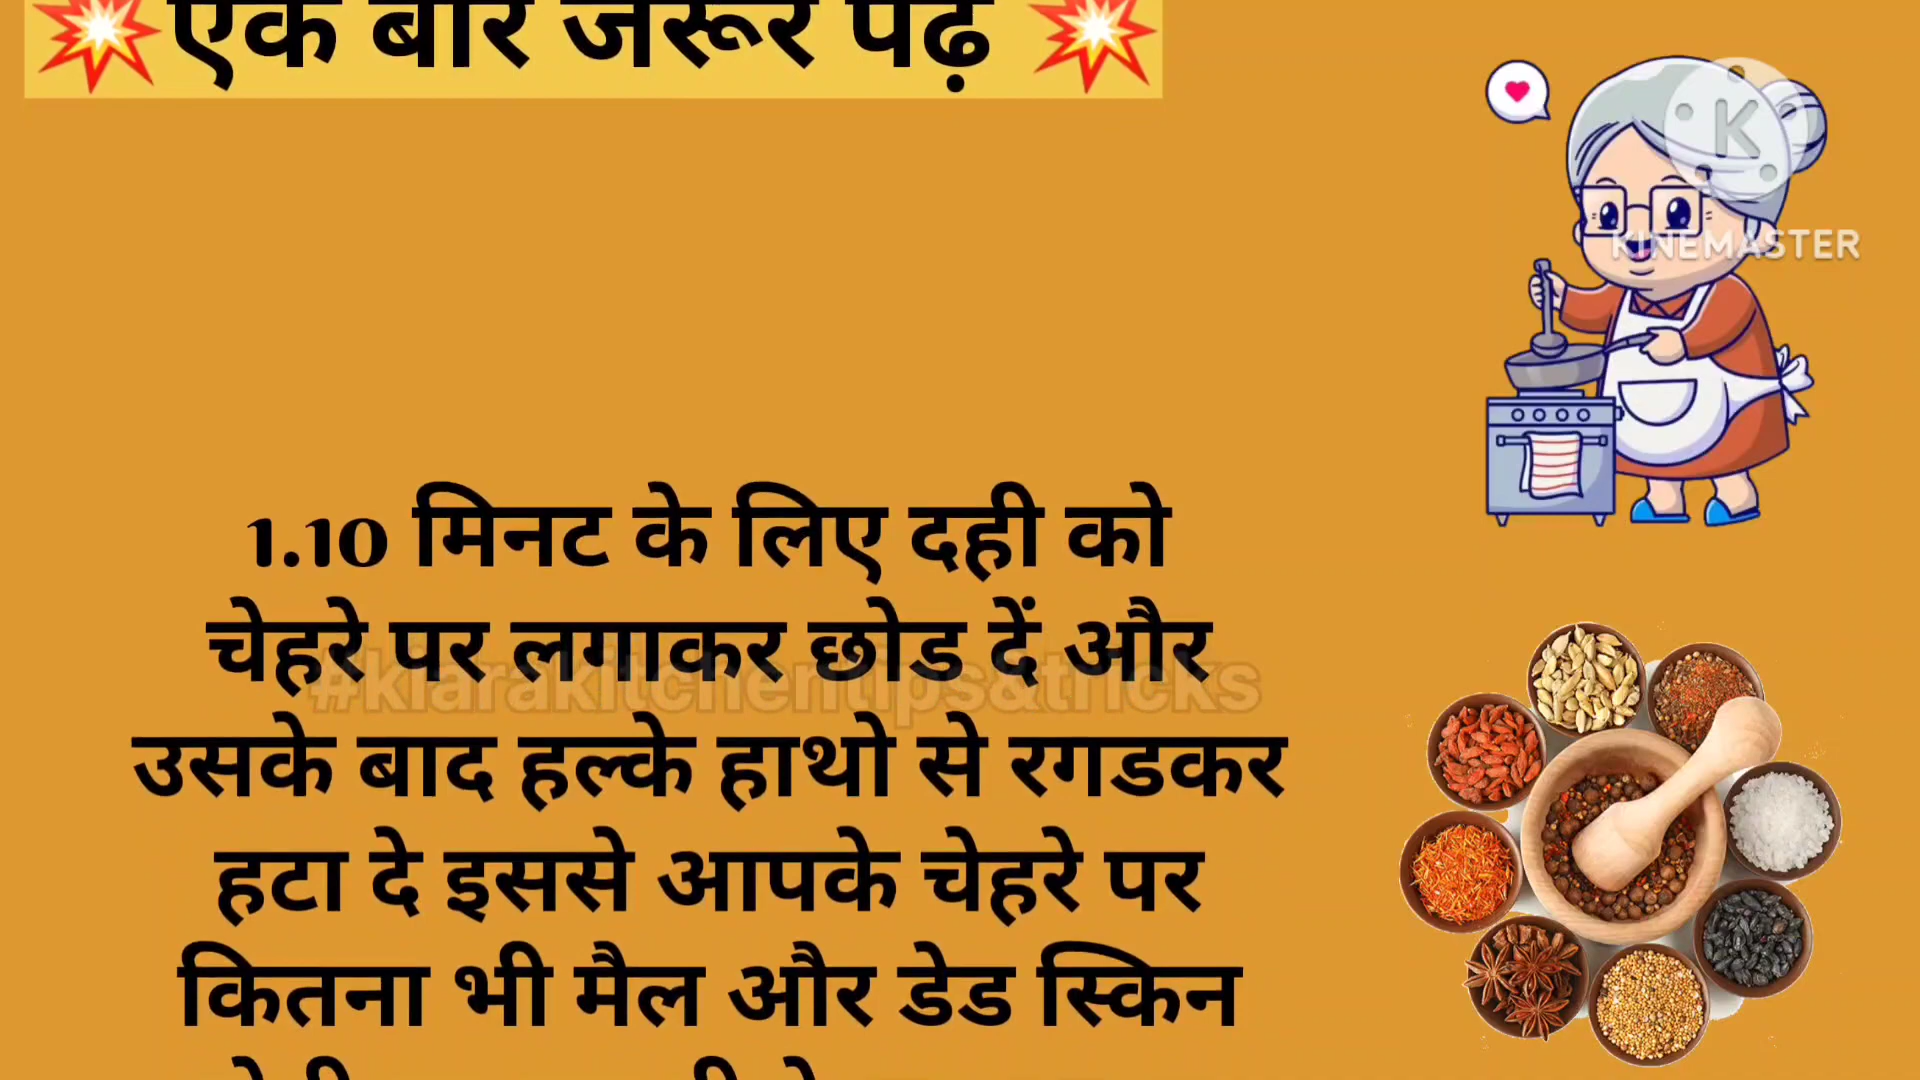 एक बार जरूर पढ़
K
KINEMASTER
1.10 मिनट के लिए दही को
चेहरे पर लगाकर छोड दें और
#kiarakitchentips&tricks
उसके बाद हल्के हाथो से रगडकर
हटा दे इससे आपके चेहरे पर
कितना भी मैल और डेड स्किन